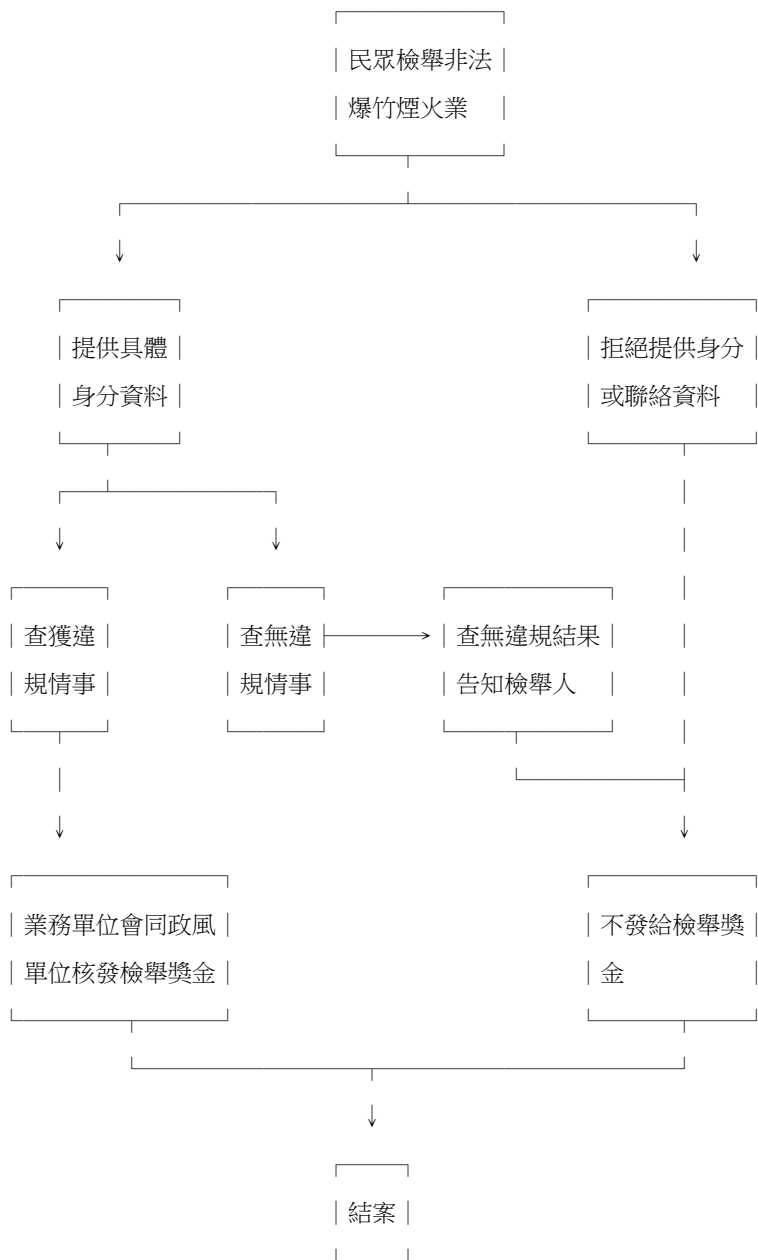 民眾檢舉非法
爆竹煙火業
提供具體
身分資料
拒絕提供身分
或聯絡資料
查獲違
規情事
查無違
規情事
查無違規結果
告知檢舉人
業務單位會同政風
單位核發檢舉獎金
不發給檢舉獎
金
結案